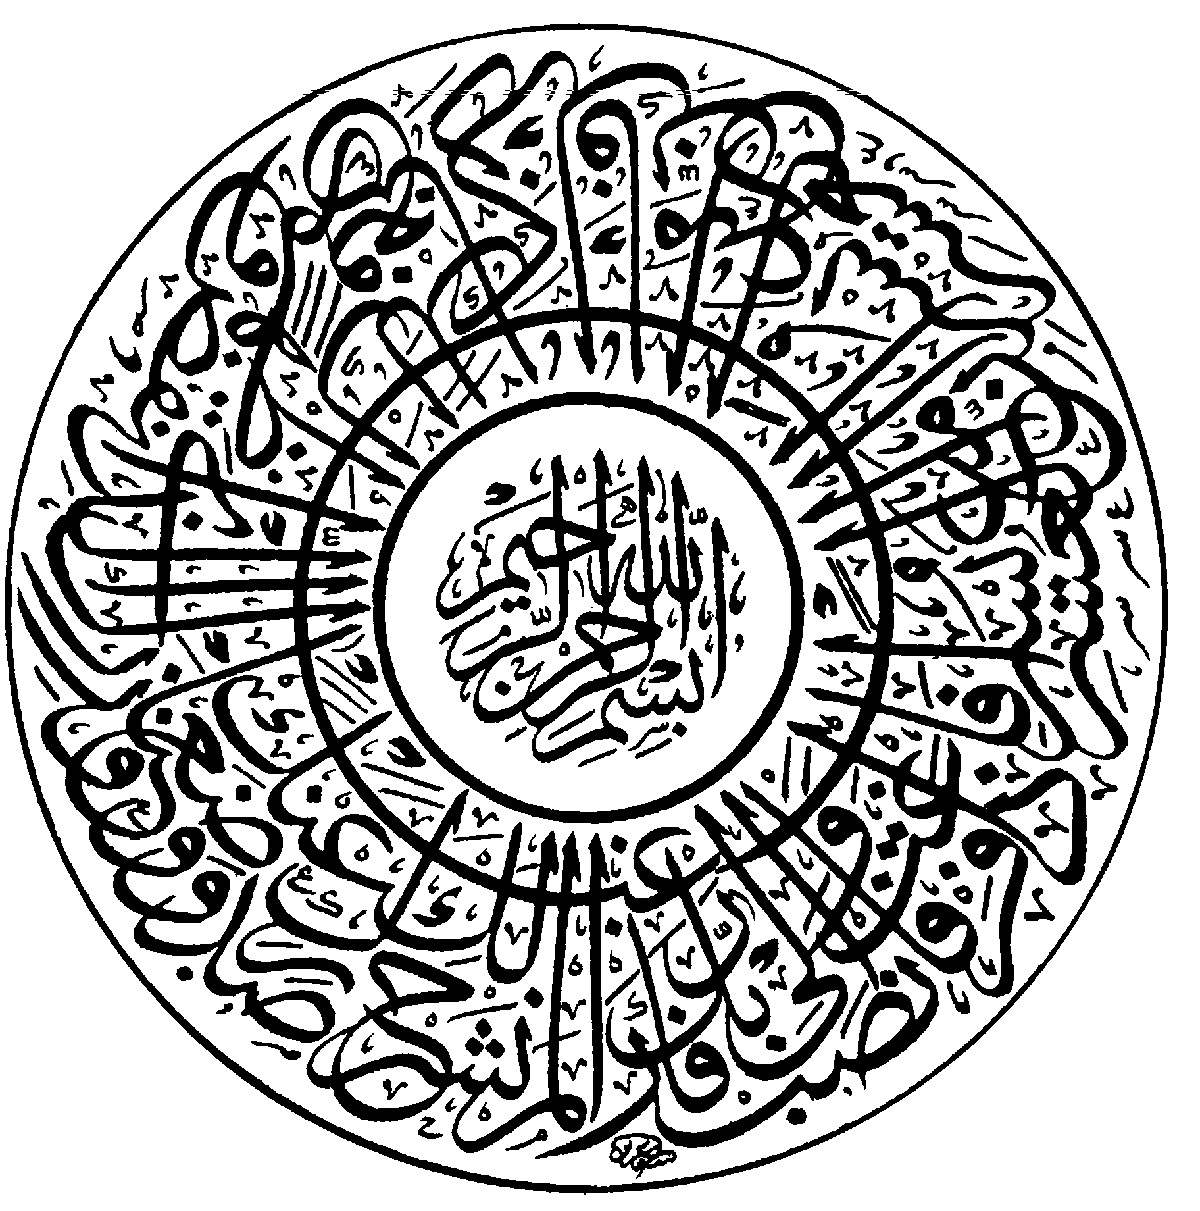 بسم الله الرحمن الرحيم
ألم نشرح لك صدرك
ووضعنا عنك وزرك
الذي أنقض ظهرك
ورفعنا لك ذكرك
فإن مع العسر يسرا
إن مع العسر يسرا
فإذا فرغت فانصب
وإلى ربك فارغب